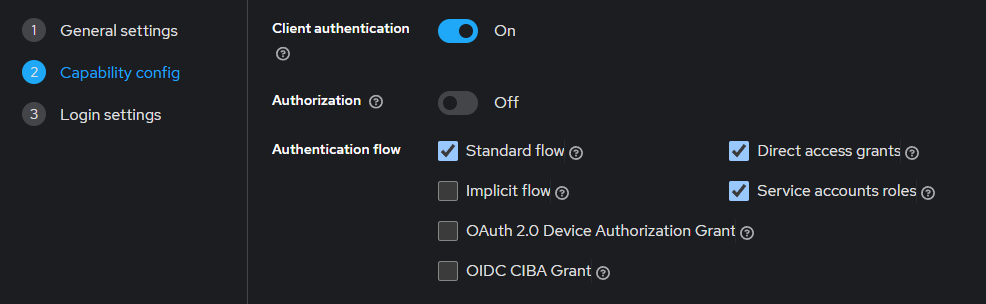 1 General settings
2 Capability config
3 Login settings
Client authentication ? On
Authorization ? Off
Authentication flow
Standard flow ? Direct access grants ?
Implicit flow ? Service accounts roles ?
OAuth 2.0 Device Authorization Grant ?
OIDC CIBA Grant ?